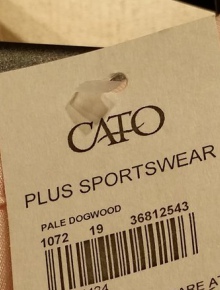 CATO
PLUS SPORTSWEAR
PALE DOGWOOD
1072 19 36812543